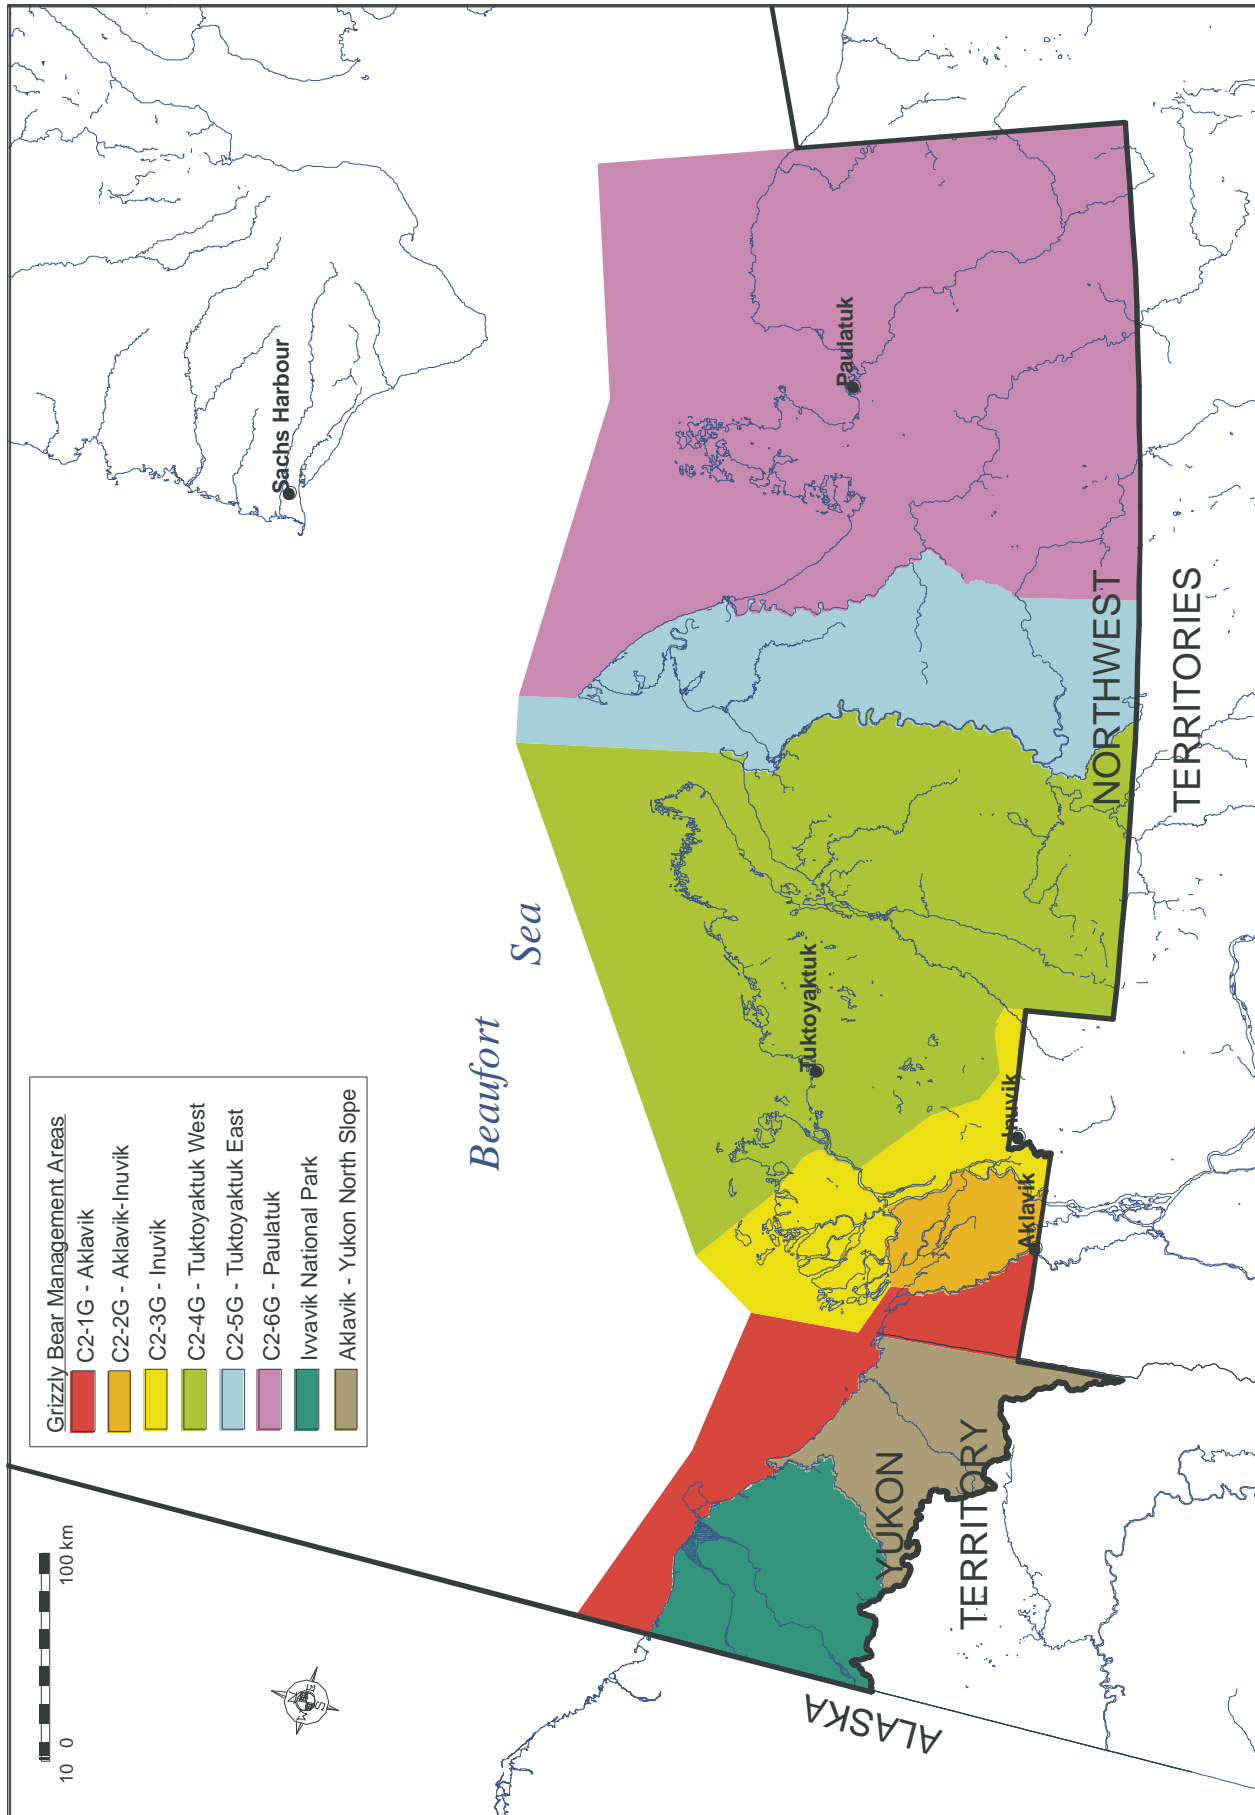 Grizzly Bear Management Areas
C2-1G - Aklavik
C2-2G - Aklavik-Inuvik
C2-3G - Inuvik
C2-4G - Tuktoyaktuk West
C2-5G - Tuktoyaktuk East
C2-6G - Paulatuk
Ivvavik National Park
Aklavik - Yukon North Slope
10 0 100 km
N
E
S
W
Beaufort
Sea
Sachs Harbour
Paulatuk
Tuktoyaktuk
Inuvik
Aklavik
NORTHWEST
TERRITORIES
YUKON
TERRITORY
ALASKA